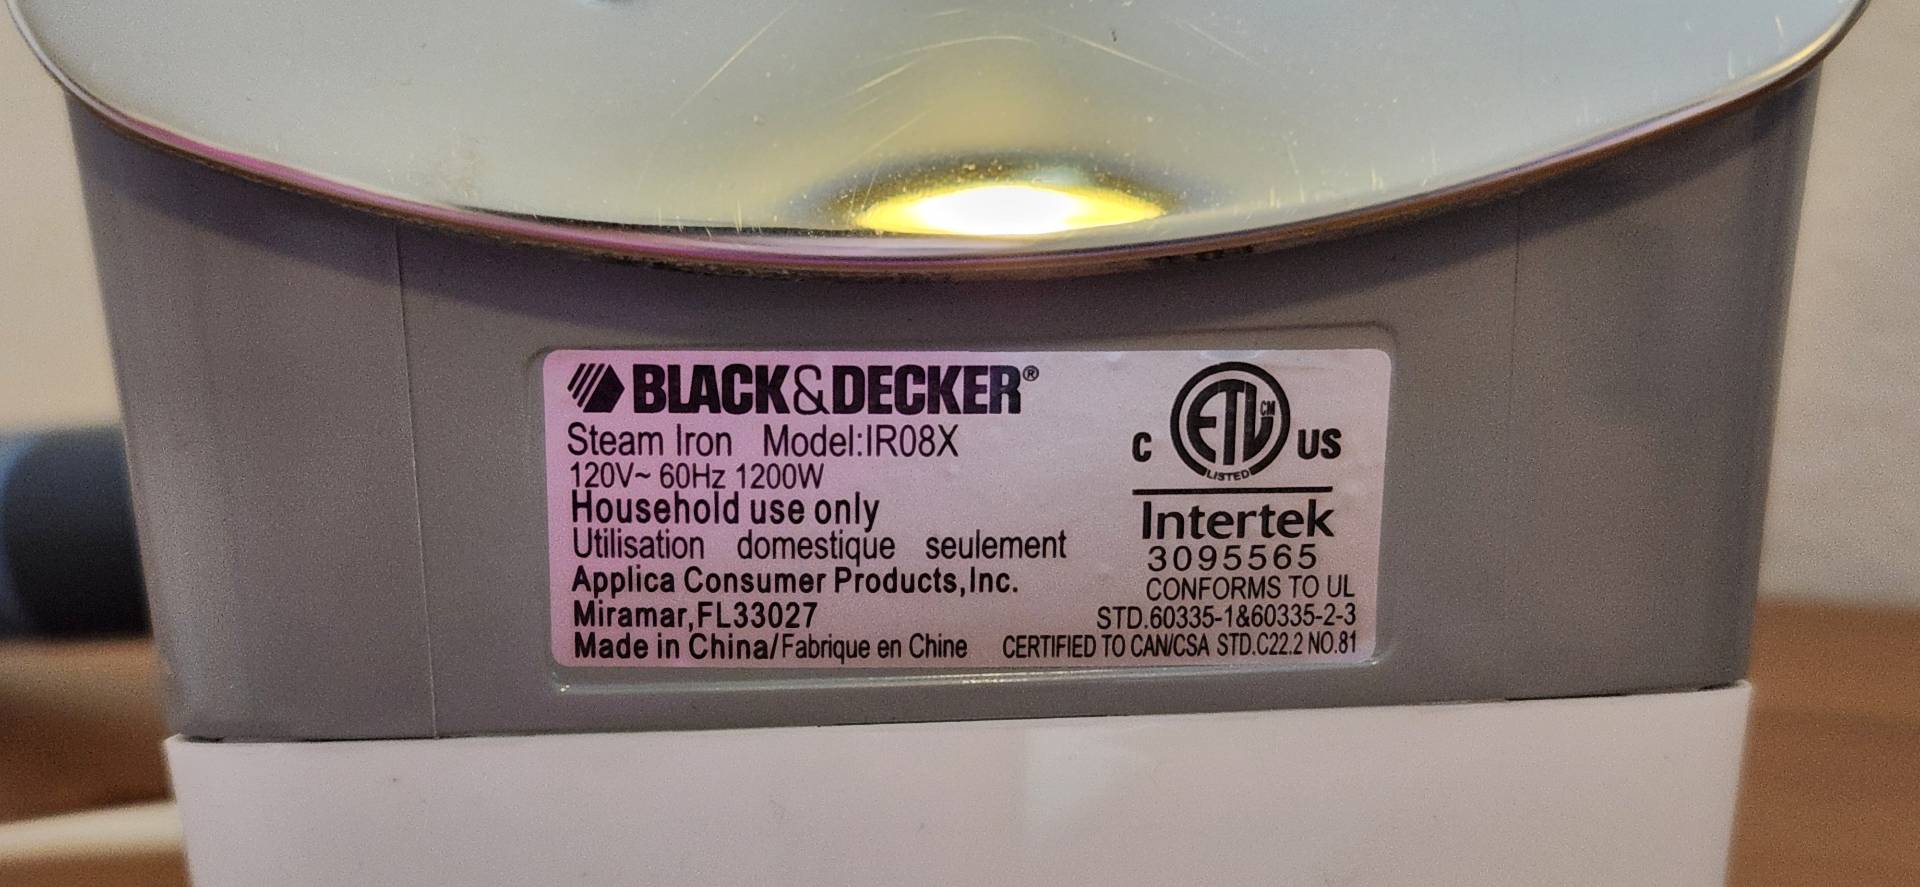 BLACK&DECKER®
Steam Iron Model:IR08X
120V~ 60Hz 1200W
Household use only
Utilisation domestique seulement
Applica Consumer Products,Inc.
Miramar,FL33027
Made in China/Fabrique en Chine
C ETL CM US
LISTED
Intertek
3095565
CONFORMS TO UL
STD.60335-1&60335-2-3
CERTIFIED TO CAN/CSA STD.C22.2 NO.81